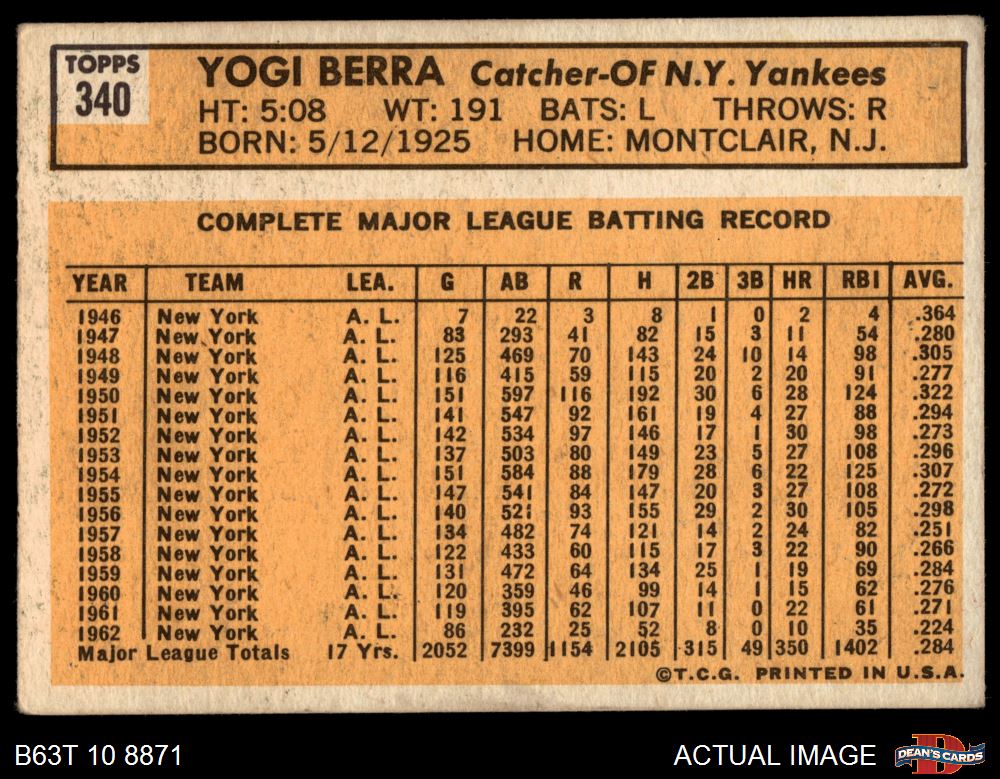 TOPPS
340
YOGI BERRA Catcher-OF N.Y. Yankees
HT: 5:08 WT: 191 BATS: L THROWS: R
BORN: 5/12/1925 HOME: MONTCLAIR, N.J.
COMPLETE MAJOR LEAGUE BATTING RECORD
YEAR TEAM LEA. G AB R H 2B 3B HR RBI AVG.
1946 New York A. L. 7 22 3 8 1 0 2 4 .364
1947 New York A. L. 83 293 41 82 15 3 11 54 .280
1948 New York A. L. 125 469 70 143 24 10 14 98 .305
1949 New York A. L. 116 415 59 115 20 2 20 91 .277
1950 New York A. L. 151 597 116 192 30 6 28 124 .322
1951 New York A. L. 141 547 92 161 19 4 27 88 .294
1952 New York A. L. 142 534 97 146 17 1 30 98 .273
1953 New York A. L. 137 503 80 149 23 5 27 108 .296
1954 New York A. L. 151 584 88 179 28 6 22 125 .307
1955 New York A. L. 147 541 84 147 20 3 27 108 .272
1956 New York A. L. 140 521 93 155 29 2 30 105 .298
1957 New York A. L. 134 482 74 121 14 2 24 82 .251
1958 New York A. L. 122 433 60 115 17 3 22 90 .266
1959 New York A. L. 131 472 64 134 25 1 19 69 .284
1960 New York A. L. 120 359 46 99 14 1 15 62 .276
1961 New York A. L. 119 395 62 107 11 0 22 61 .271
1962 New York A. L. 86 232 25 52 8 0 10 35 .224
Major League Totals 17 Yrs. 2052 7399 1154 2105 315 49 350 1402 .284
©T.C.G. PRINTED IN U.S.A.
B63T 10 8871 ACTUAL IMAGE DEAN'S CARDS